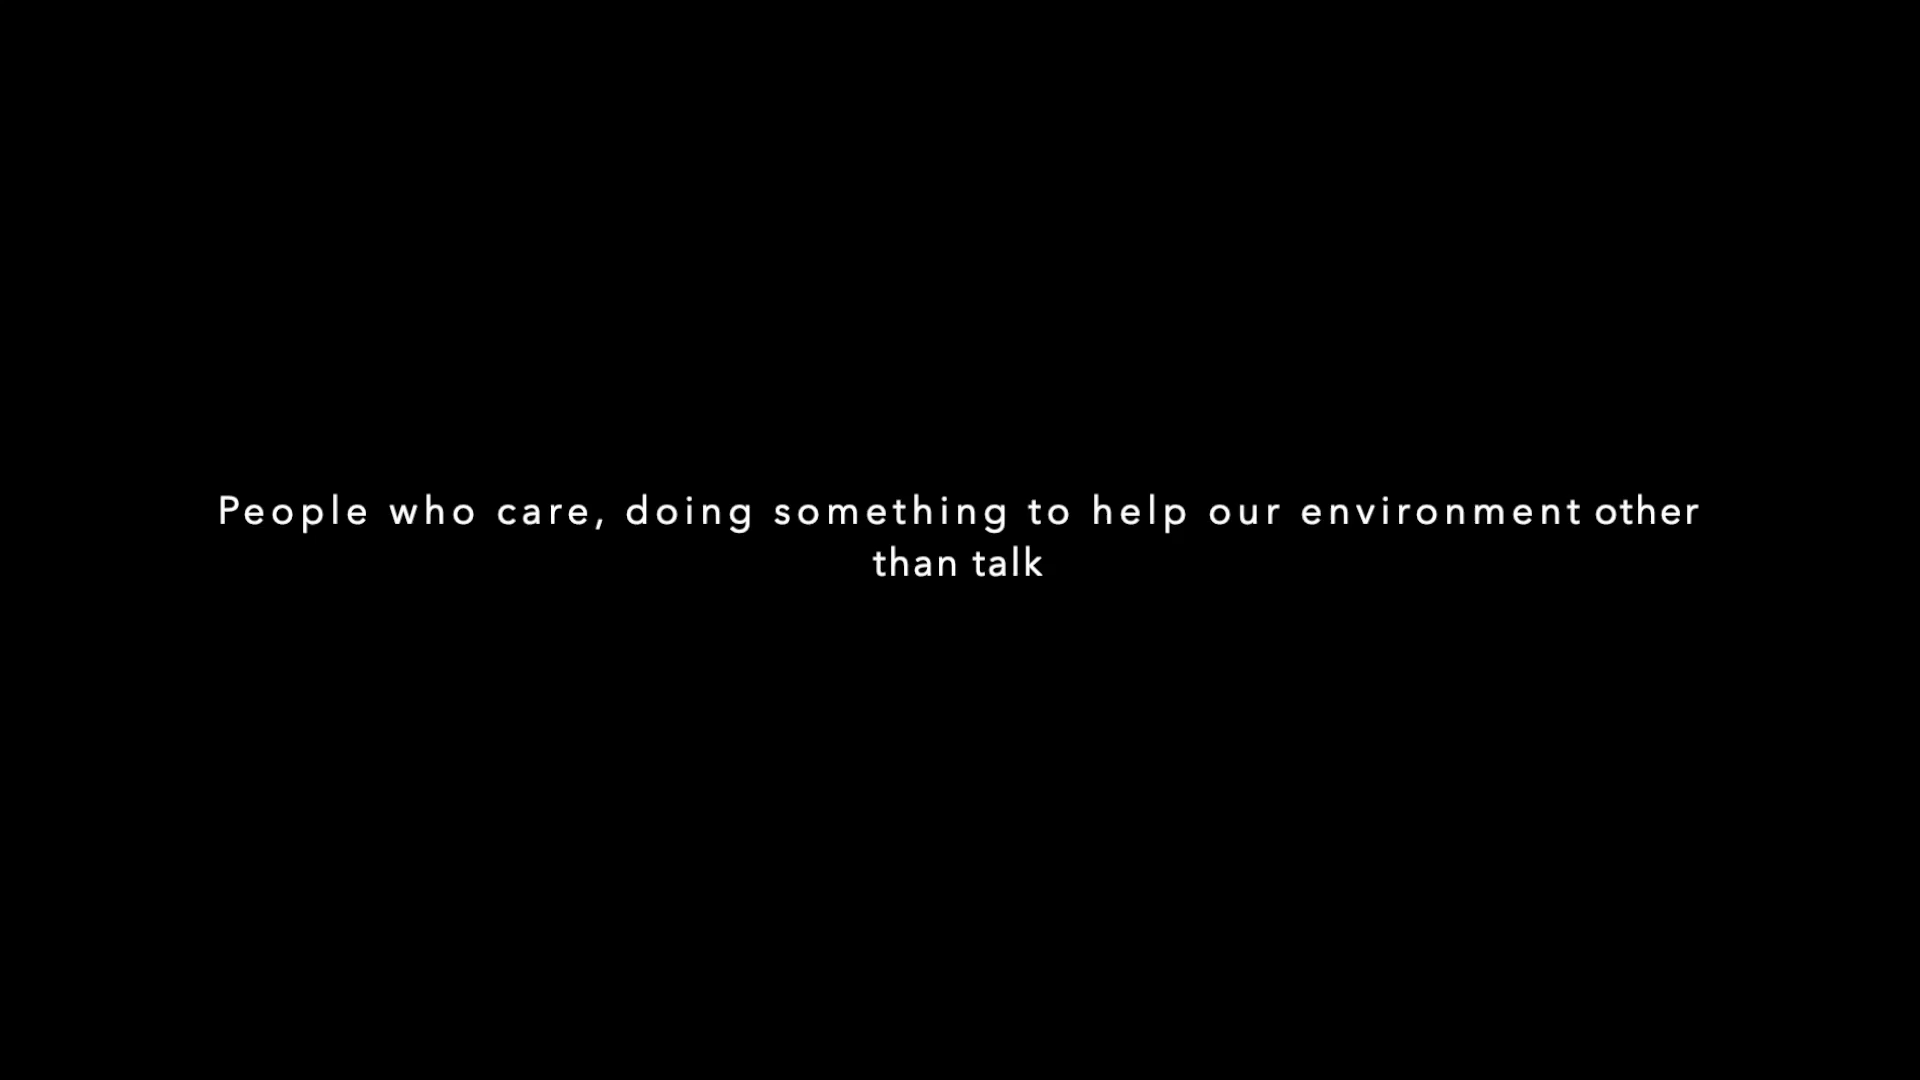 People who care, doing something to help our environment other
than talk